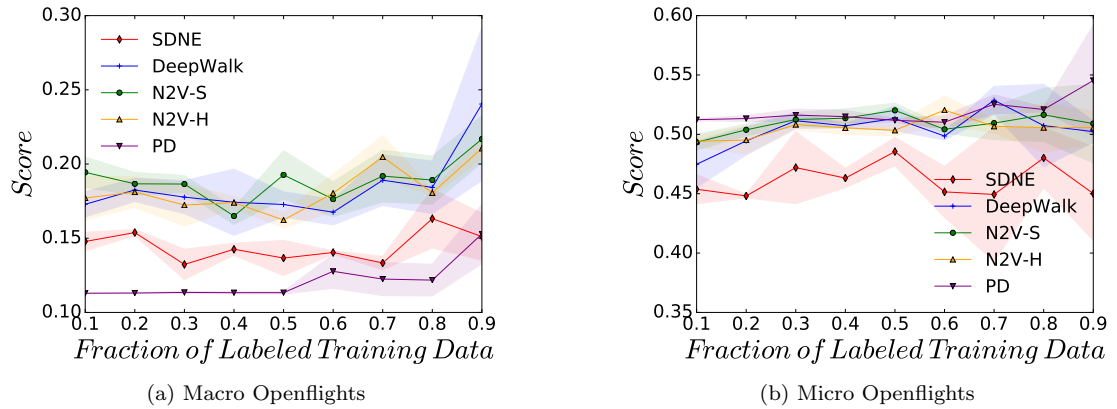 0.30
0.25
0.20
0.15
0.10
Score
SDNE
DeepWalk
N2V-S
N2V-H
PD
0.1 0.2 0.3 0.4 0.5 0.6 0.7 0.8 0.9
Fraction of Labeled Training Data
(a) Macro Openflights
0.60
0.55
0.50
0.45
0.40
0.35
Score
SDNE
DeepWalk
N2V-S
N2V-H
PD
0.1 0.2 0.3 0.4 0.5 0.6 0.7 0.8 0.9
Fraction of Labeled Training Data
(b) Micro Openflights